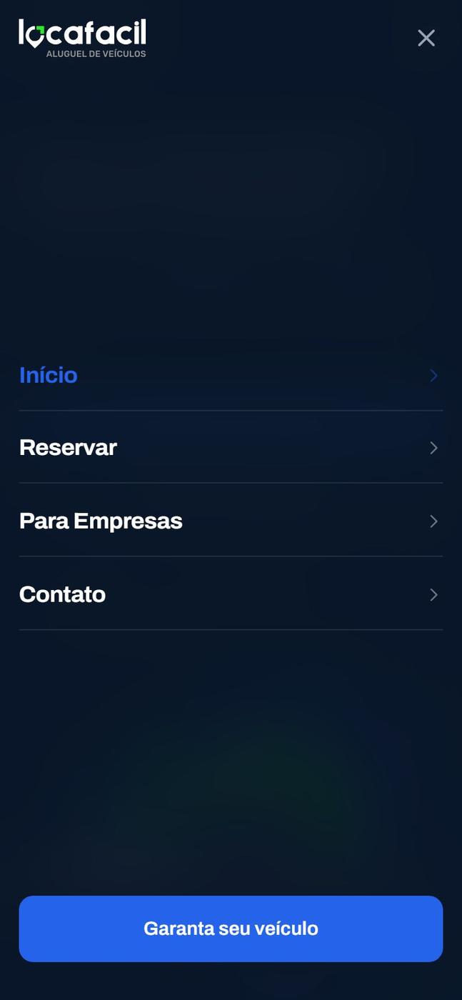 locafacil
ALUGUEL DE VEÍCULOS
Início
Reservar
Para Empresas
Contato
Garanta seu veículo